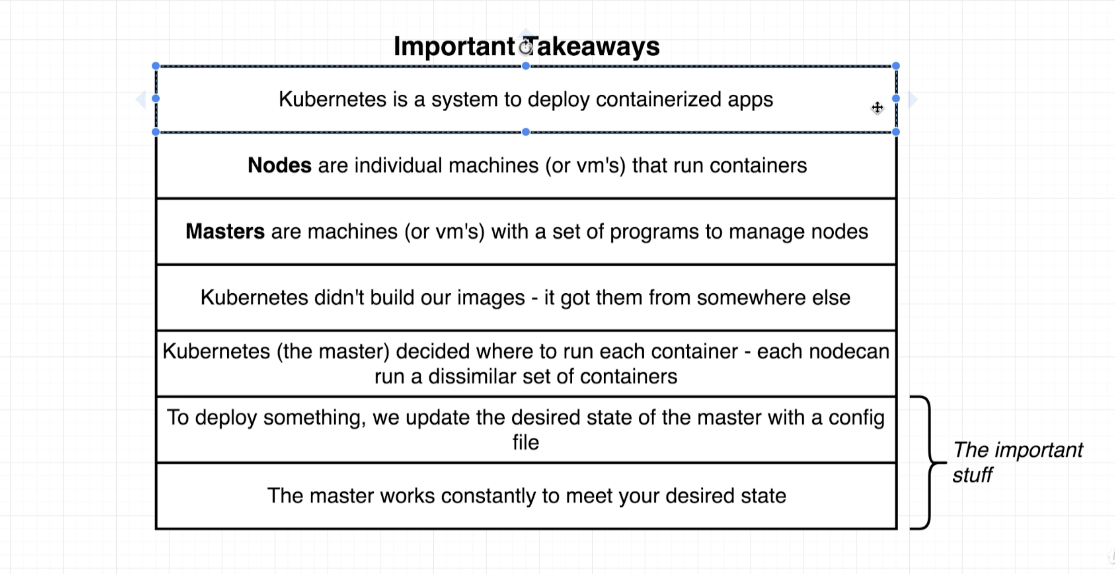 Important Takeaways
Kubernetes is a system to deploy containerized apps
Nodes are individual machines (or vm's) that run containers
Masters are machines (or vm's) with a set of programs to manage nodes
Kubernetes didn't build our images - it got them from somewhere else
Kubernetes (the master) decided where to run each container - each nodecan
run a dissimilar set of containers
To deploy something, we update the desired state of the master with a config
file
The master works constantly to meet your desired state
The important
stuff